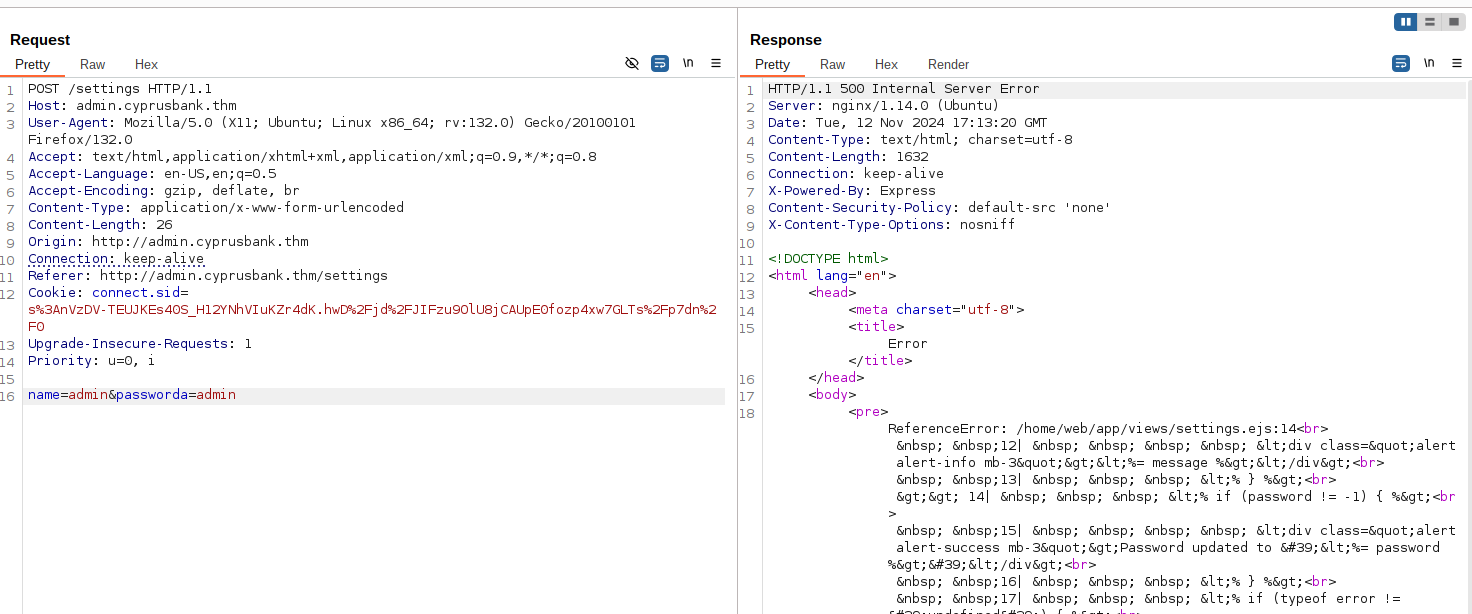 Request
Pretty Raw Hex
\n
1 POST /settings HTTP/1.1
2 Host: admin.cyprusbank.thm
3 User-Agent: Mozilla/5.0 (X11; Ubuntu; Linux x86_64; rv:132.0) Gecko/20100101
Firefox/132.0
4 Accept: text/html,application/xhtml+xml,application/xml;q=0.9,*/*;q=0.8
5 Accept-Language: en-US,en;q=0.5
6 Accept-Encoding: gzip, deflate, br
7 Content-Type: application/x-www-form-urlencoded
8 Content-Length: 26
9 Origin: http://admin.cyprusbank.thm
10 Connection: keep-alive
11 Referer: http://admin.cyprusbank.thm/settings
12 Cookie: connect.sid=
s%3AnVzDV-TEUJKEs40S_H12YNhVIuKZr4dK.hwD%2Fjd%2FJIFzu90lU8jCAUpE0fozp4xw7GLTs%2Fp7dn%2
F0
13 Upgrade-Insecure-Requests: 1
14 Priority: u=0, i
15
16 name=admin&passworda=admin
Response
Pretty Raw Hex Render
\n
1 HTTP/1.1 500 Internal Server Error
2 Server: nginx/1.14.0 (Ubuntu)
3 Date: Tue, 12 Nov 2024 17:13:20 GMT
4 Content-Type: text/html; charset=utf-8
5 Content-Length: 1632
6 Connection: keep-alive
7 X-Powered-By: Express
8 Content-Security-Policy: default-src 'none'
9 X-Content-Type-Options: nosniff
10
11 <!DOCTYPE html>
12 <html lang="en">
13 <head>
14 <meta charset="utf-8">
15 <title>
Error
</title>
16 </head>
17 <body>
18 <pre>
ReferenceError: /home/web/app/views/settings.ejs:14<br>
&nbsp; &nbsp;12| &nbsp; &nbsp; &nbsp; &nbsp; &lt;div class=&quot;alert
alert-info mb-3&quot;&gt;&lt;%= message %&gt;&lt;/div&gt;<br>
&nbsp; &nbsp;13| &nbsp; &nbsp; &nbsp; &lt;% } %&gt;<br>
&gt;&gt; 14| &nbsp; &nbsp; &nbsp; &lt;% if (password != -1) { %&gt;<br
>
&nbsp; &nbsp;15| &nbsp; &nbsp; &nbsp; &nbsp; &lt;div class=&quot;alert
alert-success mb-3&quot;&gt;Password updated to &#39;&lt;%= password
%&gt;&#39;&lt;/div&gt;<br>
&nbsp; &nbsp;16| &nbsp; &nbsp; &nbsp; &lt;% } %&gt;<br>
&nbsp; &nbsp;17| &nbsp; &nbsp; &nbsp; &lt;% if (typeof error !=